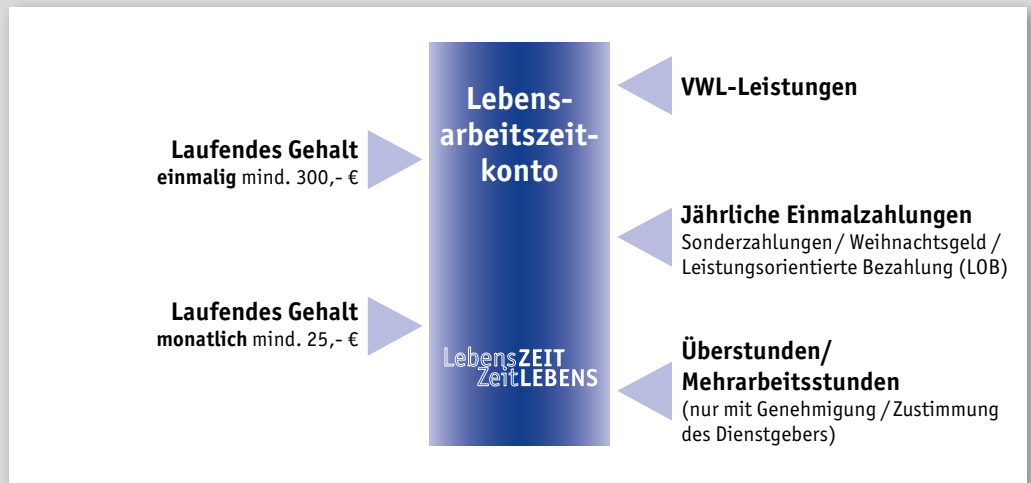 Laufendes Gehalt
einmalig mind. 300,- €
Laufendes Gehalt
monatlich mind. 25,- €
Lebens-
arbeitszeit-
konto
LebensZEIT
ZeitLEBENS
VWL-Leistungen
Jährliche Einmalzahlungen
Sonderzahlungen / Weihnachtsgeld /
Leistungsorientierte Bezahlung (LOB)
Überstunden/
Mehrarbeitsstunden
(nur mit Genehmigung / Zustimmung
des Dienstgebers)